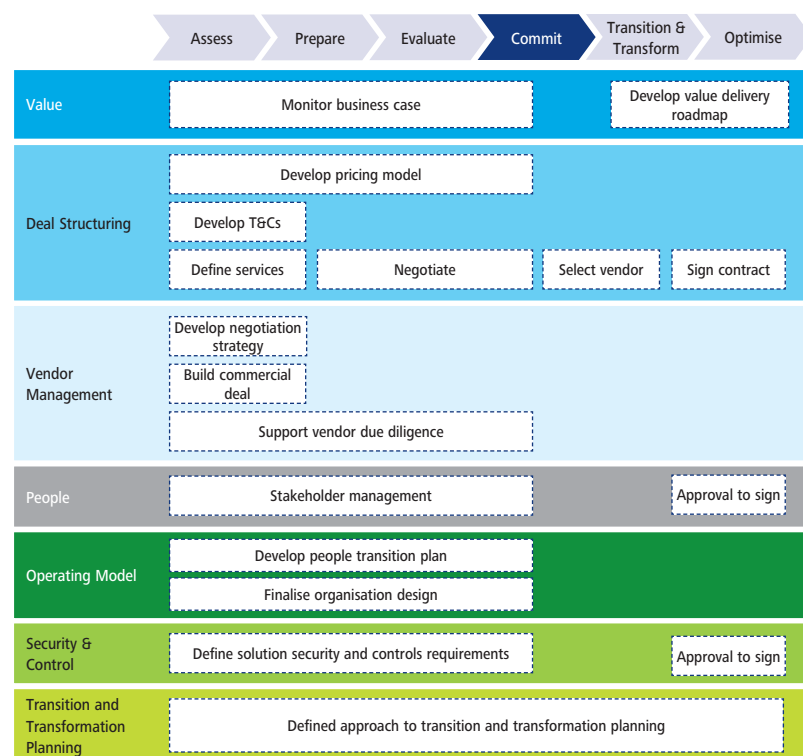 Assess
Prepare
Evaluate
Commit
Transition &
Transform
Optimise
Value
Monitor business case
Develop value delivery
roadmap
Deal Structuring
Develop pricing model
Develop T&Cs
Define services
Negotiate
Select vendor
Sign contract
Vendor
Management
Develop negotiation
strategy
Build commercial
deal
Support vendor due diligence
People
Stakeholder management
Approval to sign
Operating Model
Develop people transition plan
Finalise organisation design
Security &
Control
Define solution security and controls requirements
Approval to sign
Transition and
Transformation
Planning
Defined approach to transition and transformation planning